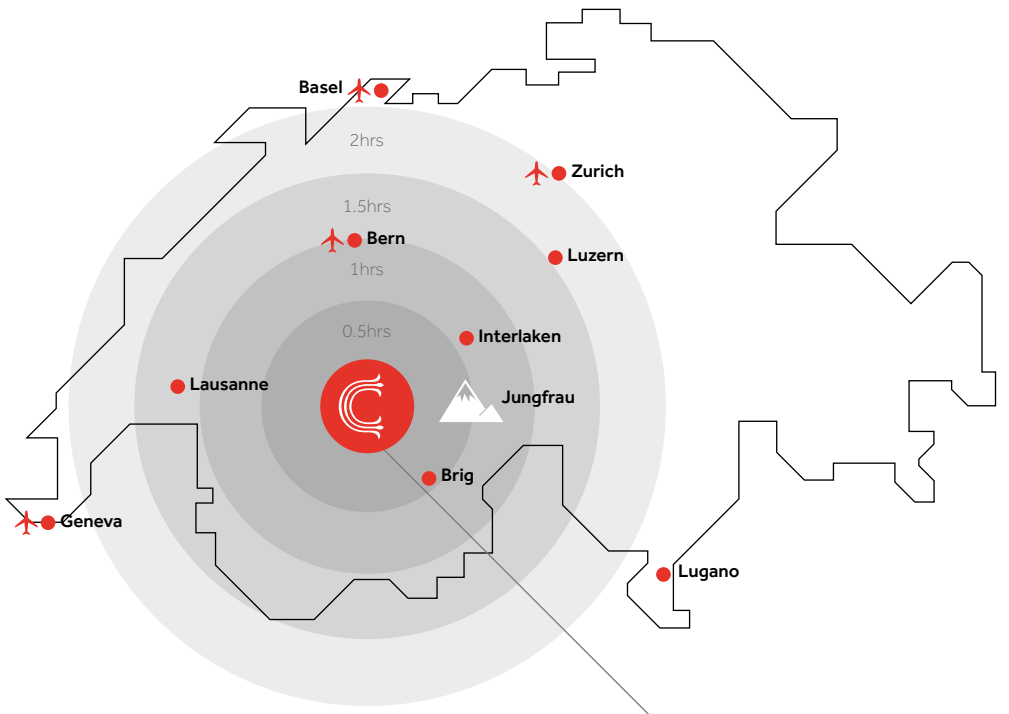 Basel
2hrs
Zurich
1.5hrs
Bern
Luzern
1hrs
0.5hrs
Interlaken
Lausanne
Jungfrau
Brig
Geneva
Lugano